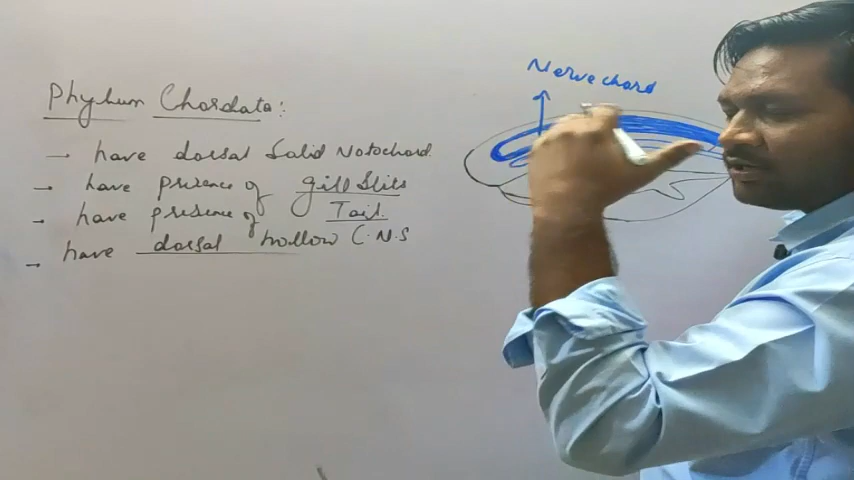 Phylum Chordata:
→ have dorsal Solid Notochord
→ have presence of gill Slits
→ have presence of Tail
→ have dorsal hollow C.N.S
Nerve chord